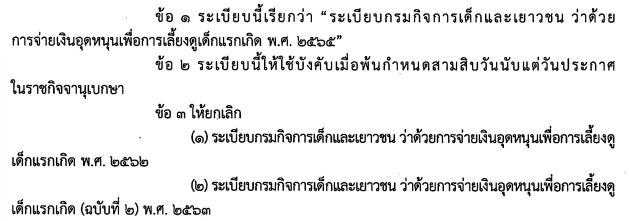 ข้อ ๑ ระเบียบนี้เรียกว่า “ระเบียบกรมกิจการเด็กและเยาวชน ว่าด้วย
การจ่ายเงินอุดหนุนเพื่อการเลี้ยงดูเด็กแรกเกิด พ.ศ. ๒๕๖๕”
ข้อ ๒ ระเบียบนี้ให้ใช้บังคับเมื่อพ้นกำหนดสามสิบวันนับแต่วันประกาศ
ในราชกิจจานุเบกษา
ข้อ ๓ ให้ยกเลิก
(๑) ระเบียบกรมกิจการเด็กและเยาวชน ว่าด้วยการจ่ายเงินอุดหนุนเพื่อการเลี้ยงดู
เด็กแรกเกิด พ.ศ. ๒๕๖๒
(๒) ระเบียบกรมกิจการเด็กและเยาวชน ว่าด้วยการจ่ายเงินอุดหนุนเพื่อการเลี้ยงดู
เด็กแรกเกิด (ฉบับที่ ๒) พ.ศ. ๒๕๖๓